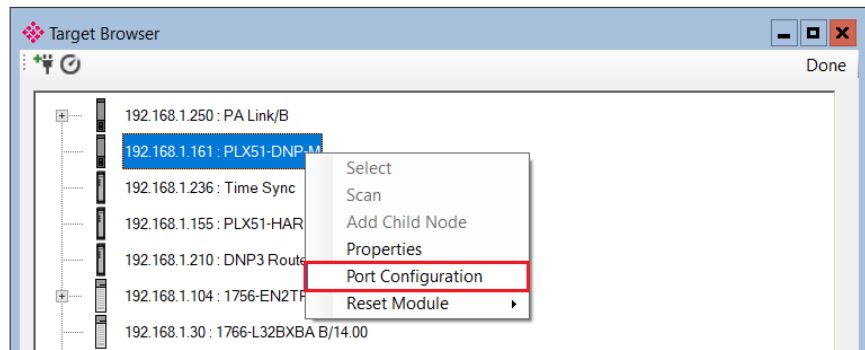 Target Browser
Done
192.168.1.250 : PA Link/B
192.168.1.161 : PLX51-DNP-M
192.168.1.236 : Time Sync
192.168.1.155 : PLX51-HAR
192.168.1.210 : DNP3 Route
192.168.1.104 : 1756-EN2TF
192.168.1.30 : 1766-L32BXBA B/14.00
Select
Scan
Add Child Node
Properties
Port Configuration
Reset Module